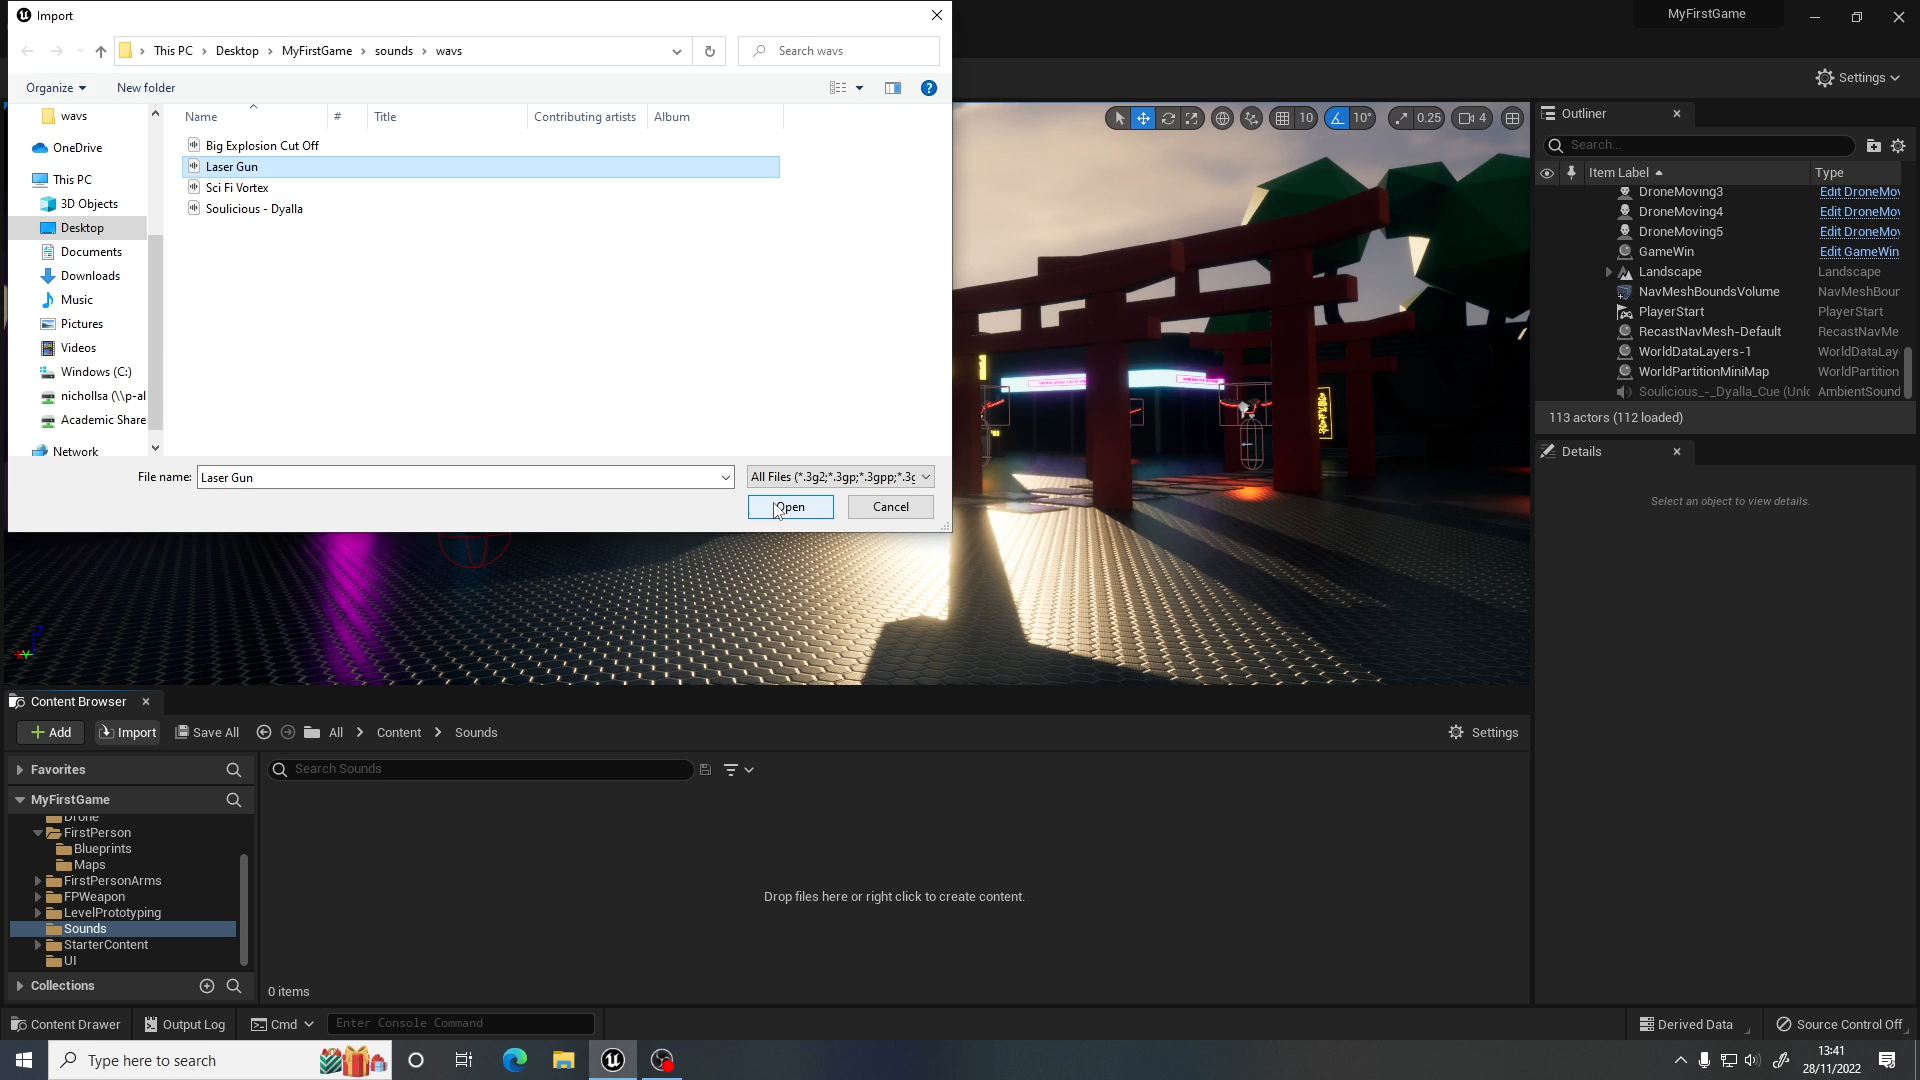 Import
MyFirstGame
This PC > Desktop > MyFirstGame > sounds > wavs
Search wavs
Organize
New folder
Settings
wavs
OneDrive
This PC
3D Objects
Desktop
Documents
Downloads
Music
Pictures
Videos
Windows (C:)
nichollsa (\\p-al
Academic Share
Network
Name
#
Title
Contributing artists
Album
Big Explosion Cut Off
Laser Gun
Sci Fi Vortex
Soulicious - Dyalla
File name:
Laser Gun
All Files (*.3g2;*.3gp;*.3gpp;*.3g
Open
Cancel
10
10°
0.25
4
Outliner
Search...
Item Label
Type
DroneMoving3
Edit DroneMov
DroneMoving4
Edit DroneMov
DroneMoving5
Edit DroneMov
GameWin
Edit GameWin
Landscape
Landscape
NavMeshBoundsVolume
NavMeshBour
PlayerStart
PlayerStart
RecastNavMesh-Default
RecastNavMe
WorldDataLayers-1
WorldDataLay
WorldPartitionMiniMap
WorldPartition
Soulicious_-_Dyalla_Cue (Unlo
AmbientSound
113 actors (112 loaded)
Details
Select an object to view details.
Content Browser
Add
Import
Save All
All > Content > Sounds
Settings
Favorites
Search Sounds
MyFirstGame
Drone
FirstPerson
Blueprints
Maps
FirstPersonArms
FPWeapon
LevelPrototyping
Sounds
StarterContent
UI
Drop files here or right click to create content.
Collections
0 items
Content Drawer
Output Log
Cmd
Enter Console Command
Derived Data
Source Control Off
Type here to search
13:41
28/11/2022